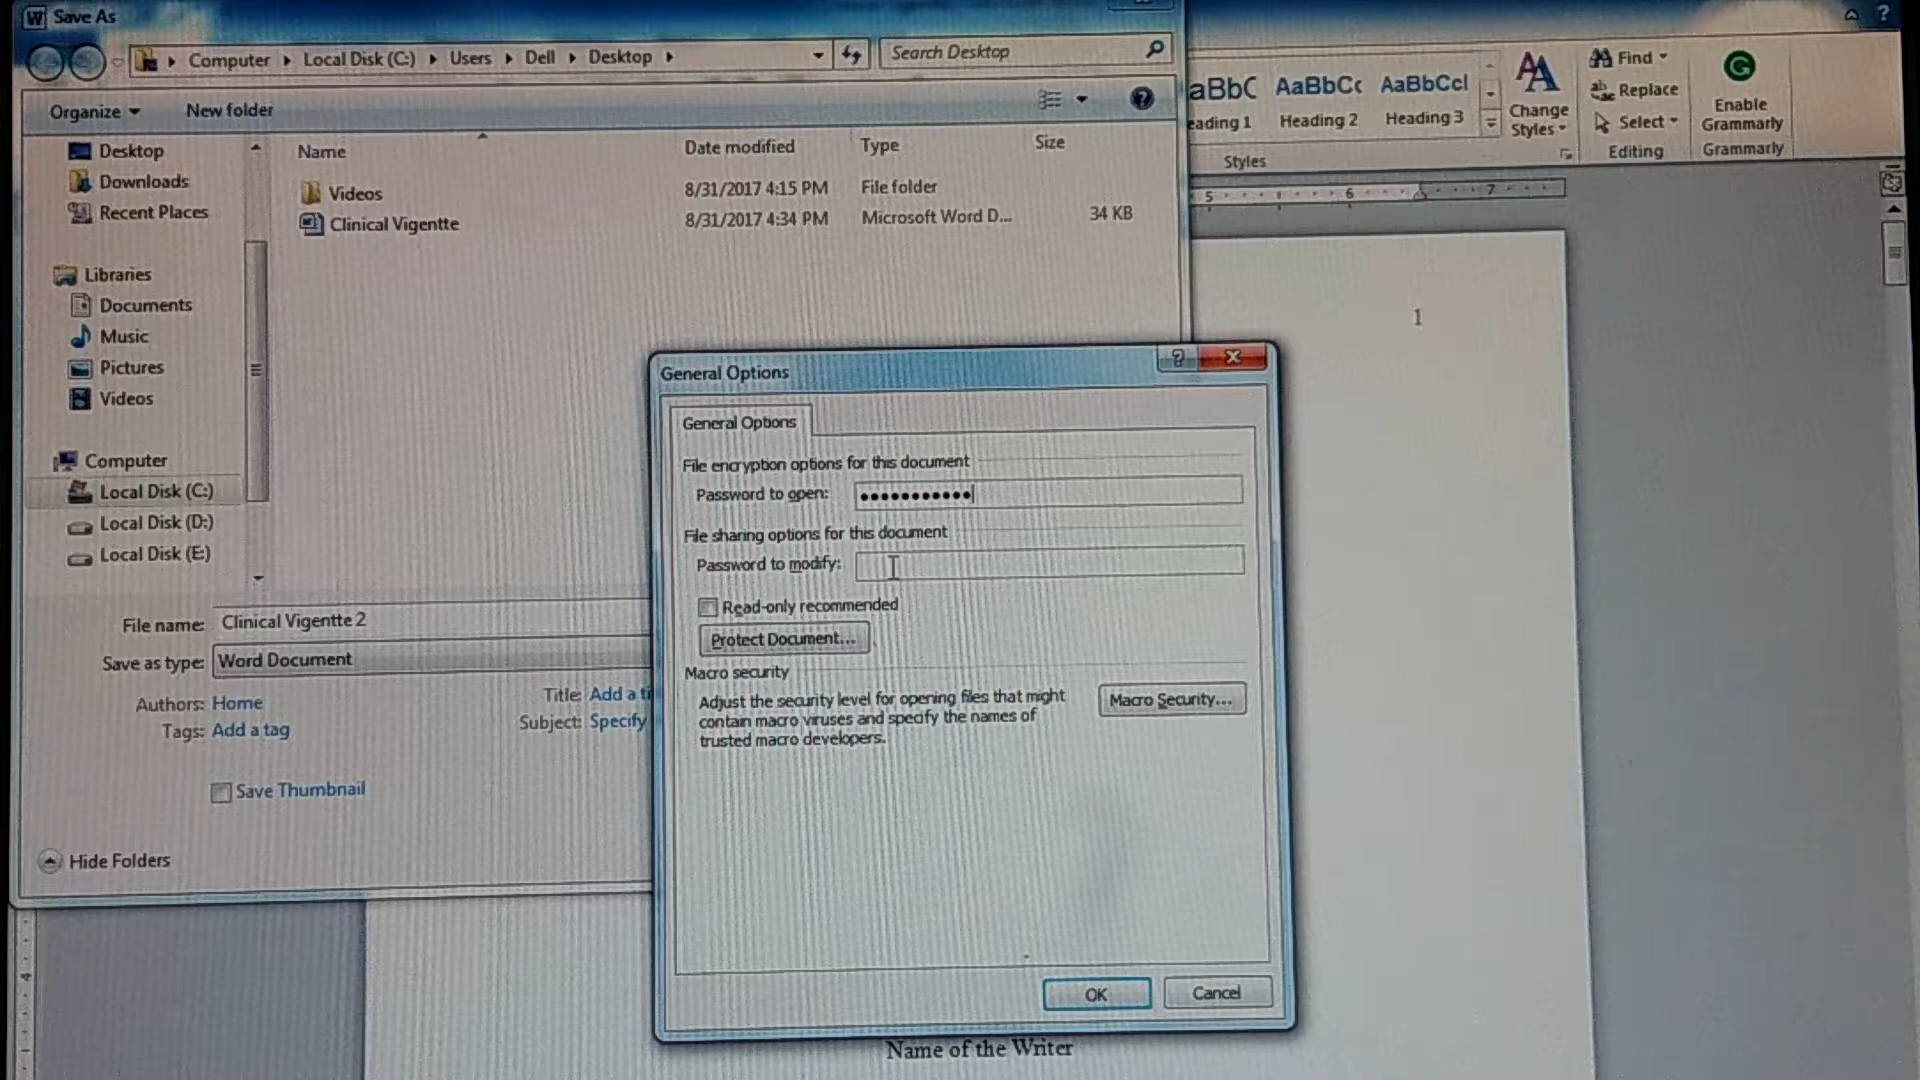 Save As
Computer Local Disk (C:) Users Dell Desktop
Search Desktop
Organize New folder
Desktop
Downloads
Recent Places
Libraries
Documents
Music
Pictures
Videos
Computer
Local Disk (C:)
Local Disk (D:)
Local Disk (E:)
Name Date modified Type Size
Videos 8/31/2017 4:15 PM File folder
Clinical Vigentte 8/31/2017 4:34 PM Microsoft Word D... 34 KB
File name: Clinical Vigentte 2
Save as type: Word Document
Authors: Home
Tags: Add a tag
Title: Add a ti
Subject: Specify
Save Thumbnail
Hide Folders
aBbC AaBbCc AaBbCcI
eading 1 Heading 2 Heading 3
Styles
Change
Styles
Find
Replace
Select
Editing
Enable
Grammarly
Grammarly
5 6 7
1
General Options
General Options
File encryption options for this document
Password to open: •••••••••••
File sharing options for this document
Password to modify:
Read-only recommended
Protect Document...
Macro security
Adjust the security level for opening files that might
contain macro viruses and specify the names of
trusted macro developers.
Macro Security...
OK Cancel
4
Name of the Writer